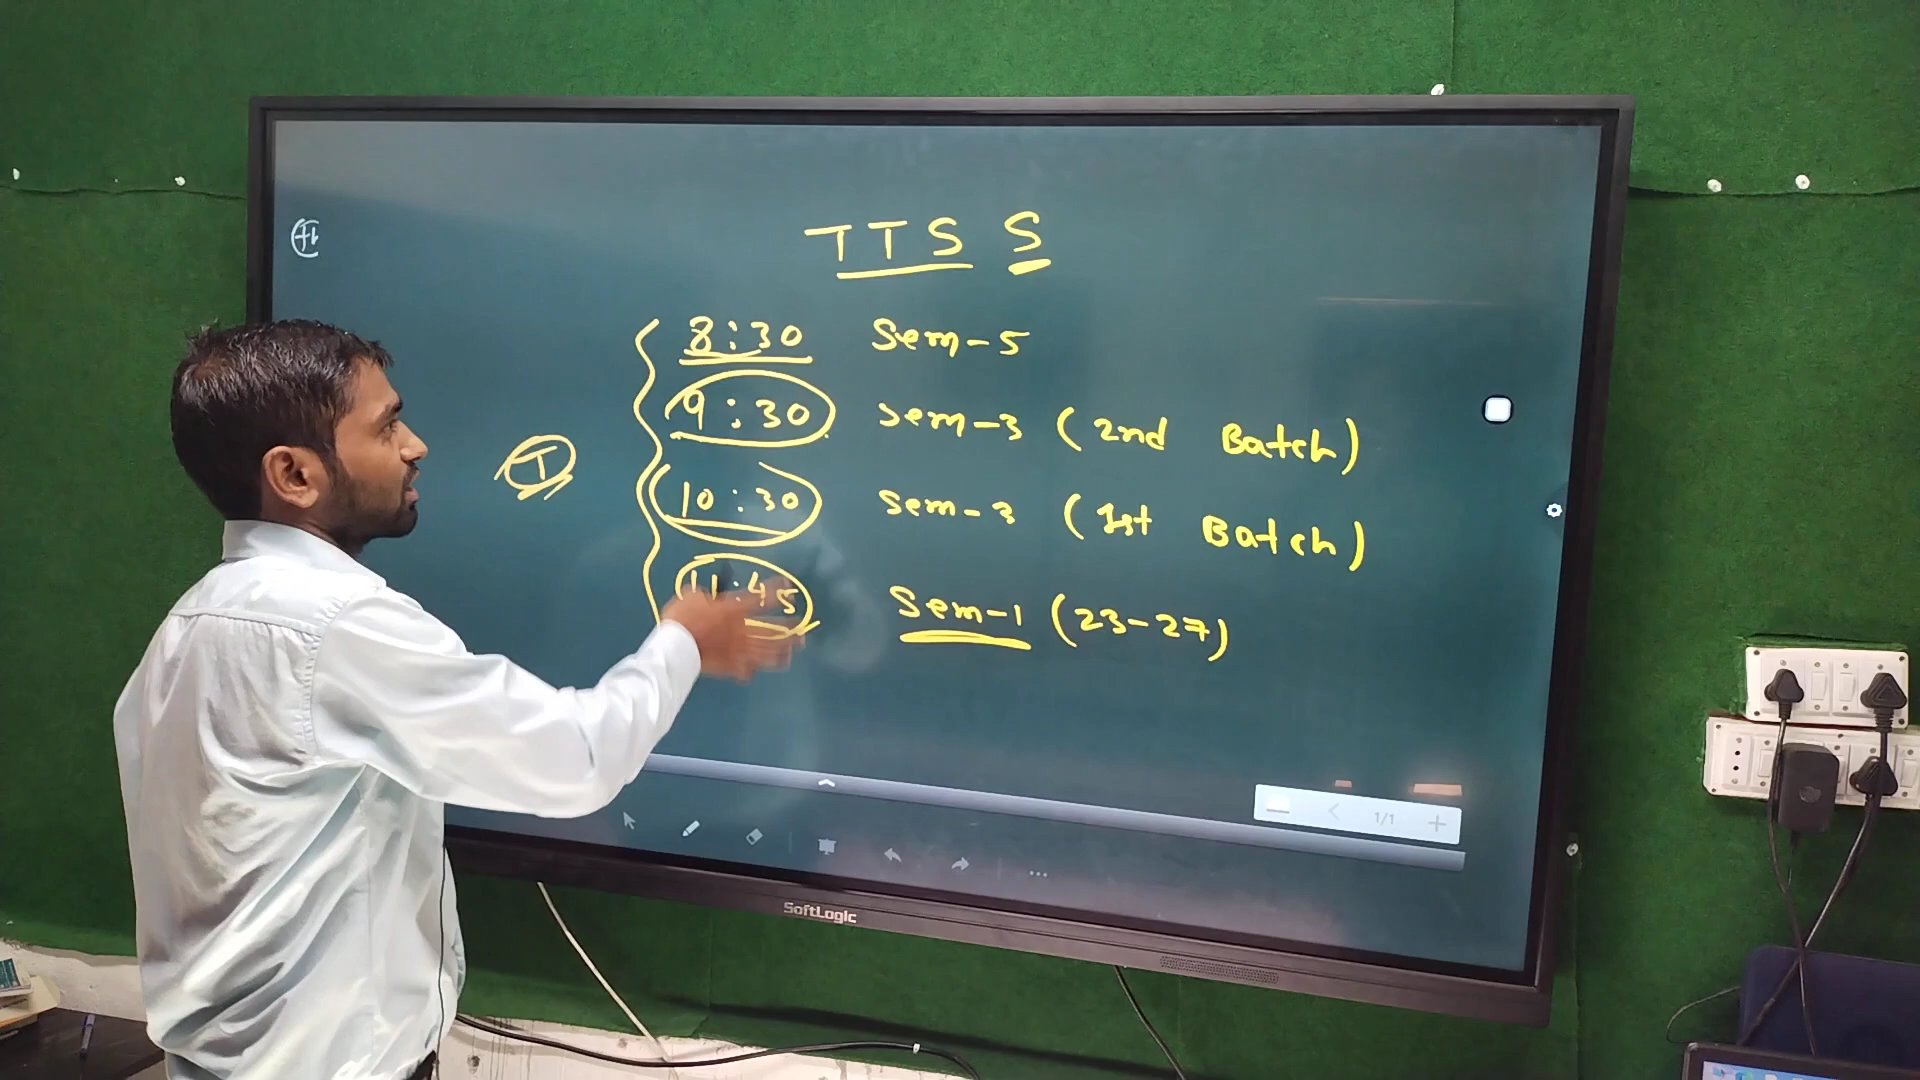 TTS S
8:30 Sem-5
9:30 Sem-3 (2nd Batch)
10:30 Sem-3 (1st Batch)
11:45 Sem-1 (23-27)
T
1/1
SoftLogic